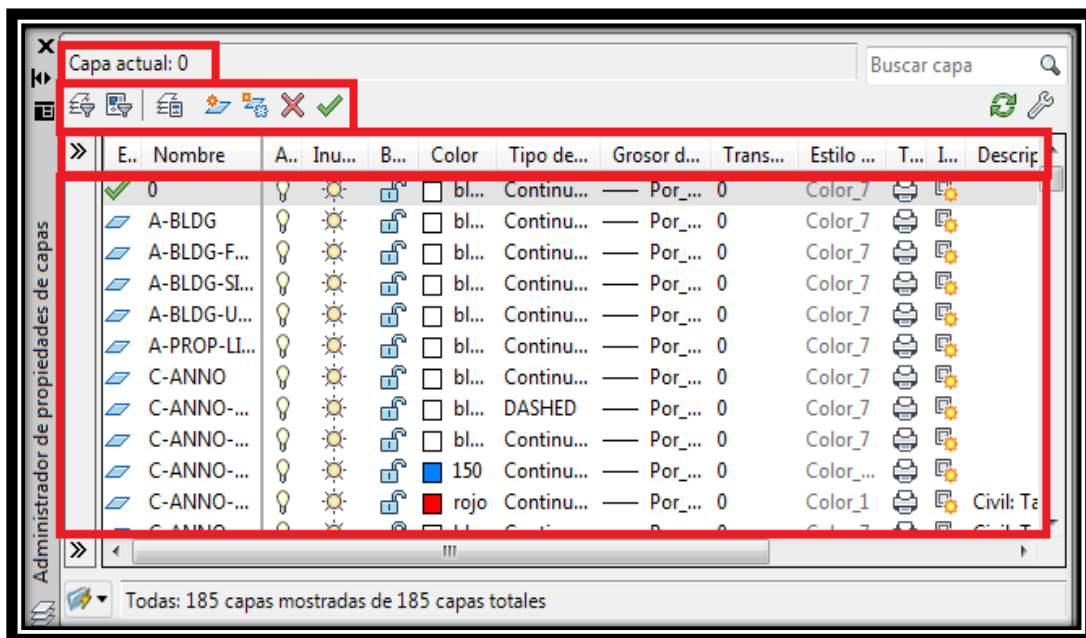 Capa actual: 0
Buscar capa
E.. Nombre A.. Inu... B... Color Tipo de... Grosor d... Trans... Estilo ... T... I... Descrip
0 bl... Continu... Por_... 0 Color_7
A-BLDG bl... Continu... Por_... 0 Color_7
A-BLDG-F... bl... Continu... Por_... 0 Color_7
A-BLDG-SI... bl... Continu... Por_... 0 Color_7
A-BLDG-U... bl... Continu... Por_... 0 Color_7
A-PROP-LI... bl... Continu... Por_... 0 Color_7
C-ANNO bl... Continu... Por_... 0 Color_7
C-ANNO-... bl... DASHED Por_... 0 Color_7
C-ANNO-... bl... Continu... Por_... 0 Color_7
C-ANNO-... 150 Continu... Por_... 0 Color_...
C-ANNO-... rojo Continu... Por_... 0 Color_1 Civil: Ta
Todas: 185 capas mostradas de 185 capas totales
Administrador de propiedades de capas